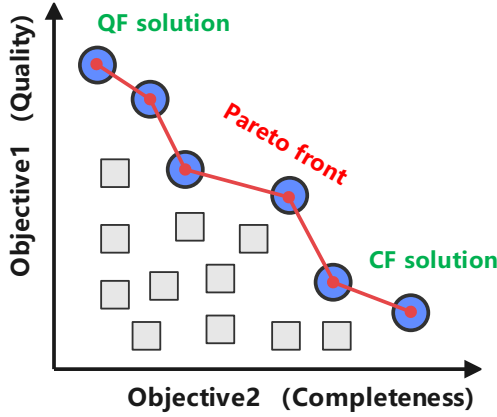 QF solution
Pareto front
CF solution
Objective1 (Quality)
Objective2 (Completeness)